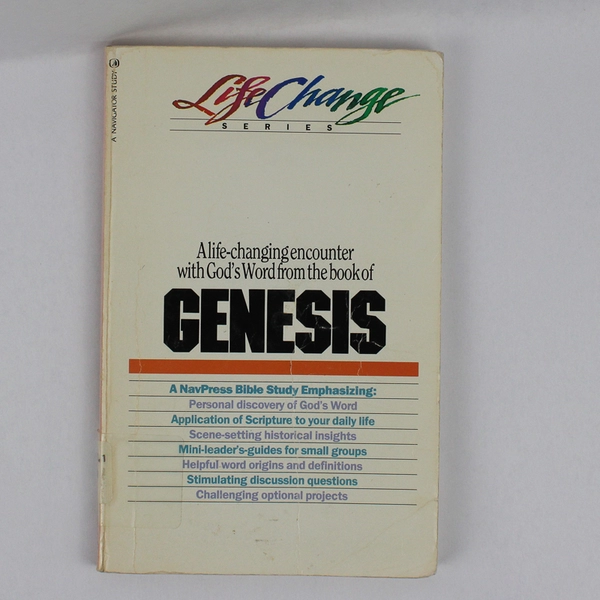 A NAVIGATOR STUDY
LifeChange
SERIES
A life-changing encounter
with God's Word from the book of
GENESIS
A NavPress Bible Study Emphasizing:
Personal discovery of God's Word
Application of Scripture to your daily life
Scene-setting historical insights
Mini-leader's-guides for small groups
Helpful word origins and definitions
Stimulating discussion questions
Challenging optional projects